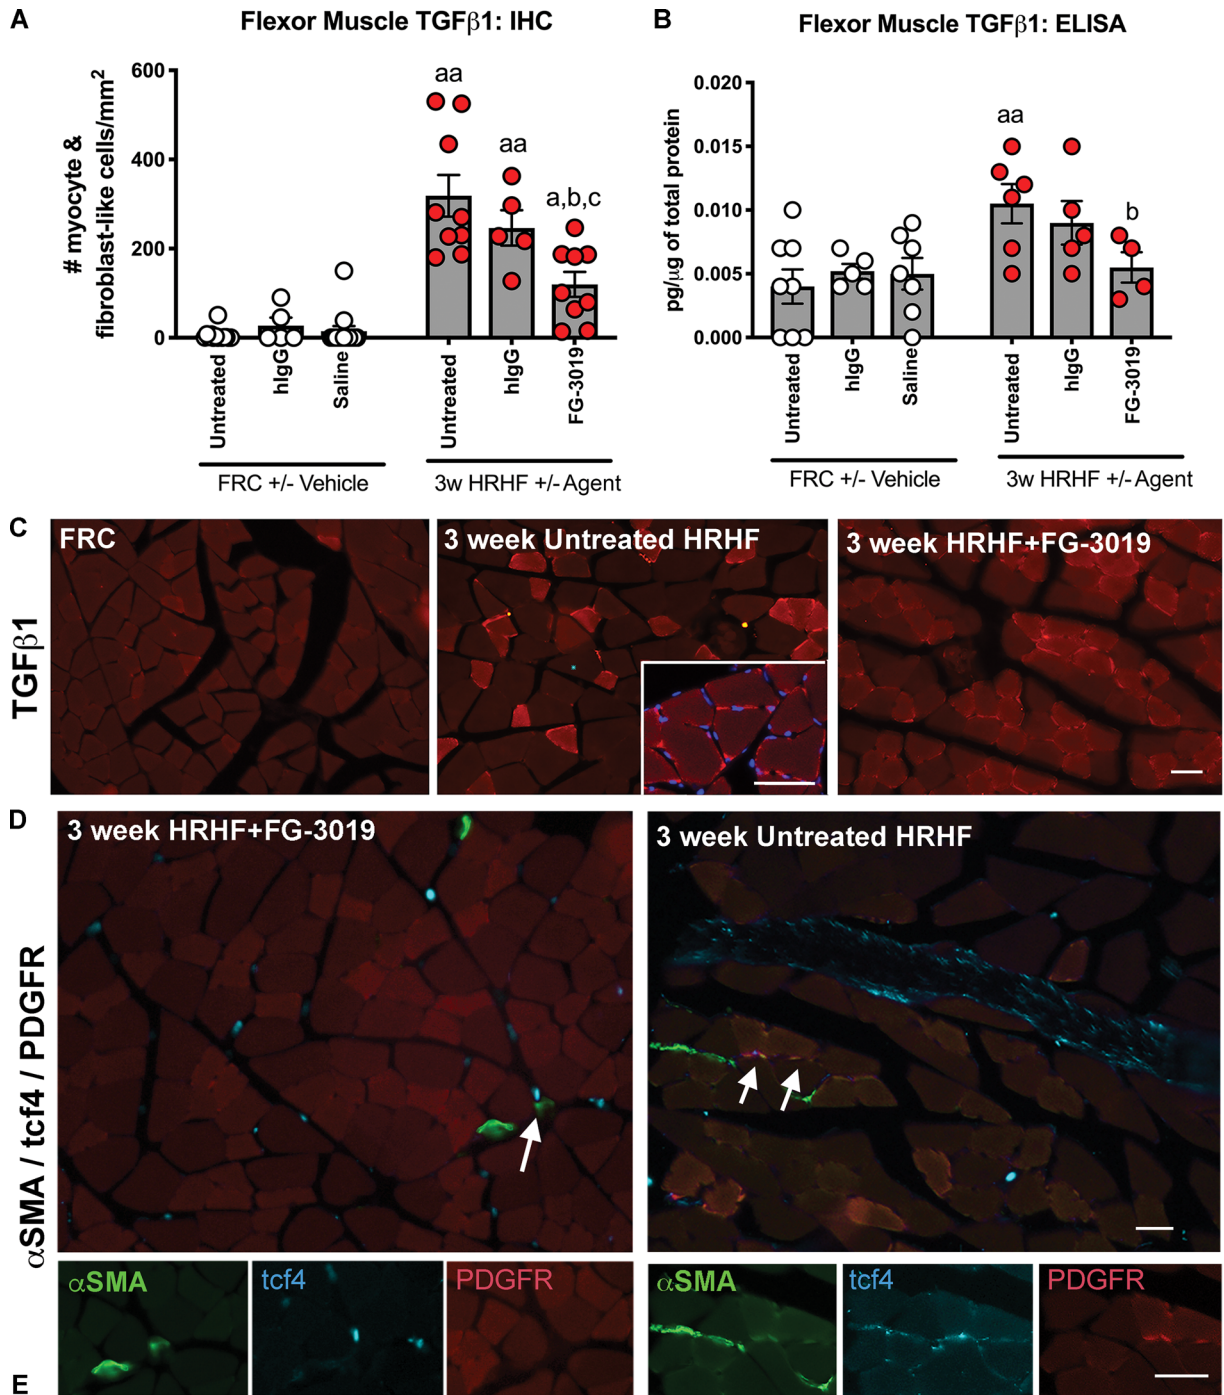 A
Flexor Muscle TGFβ1: IHC
# myocyte &
fibroblast-like cells/mm²
600
400
200
0
aa
aa
a,b,c
Untreated
hIgG
Saline
Untreated
hIgG
FG-3019
FRC +/- Vehicle
3w HRHF +/- Agent
B
Flexor Muscle TGFβ1: ELISA
pg/µg of total protein
0.020
0.015
0.010
0.005
0.000
aa
b
Untreated
hIgG
Saline
Untreated
hIgG
FG-3019
FRC +/- Vehicle
3w HRHF +/- Agent
C
TGFβ1
FRC
3 week Untreated HRHF
3 week HRHF+FG-3019
D
αSMA / tcf4 / PDGFR
3 week HRHF+FG-3019
3 week Untreated HRHF
αSMA
tcf4
PDGFR
αSMA
tcf4
PDGFR
E